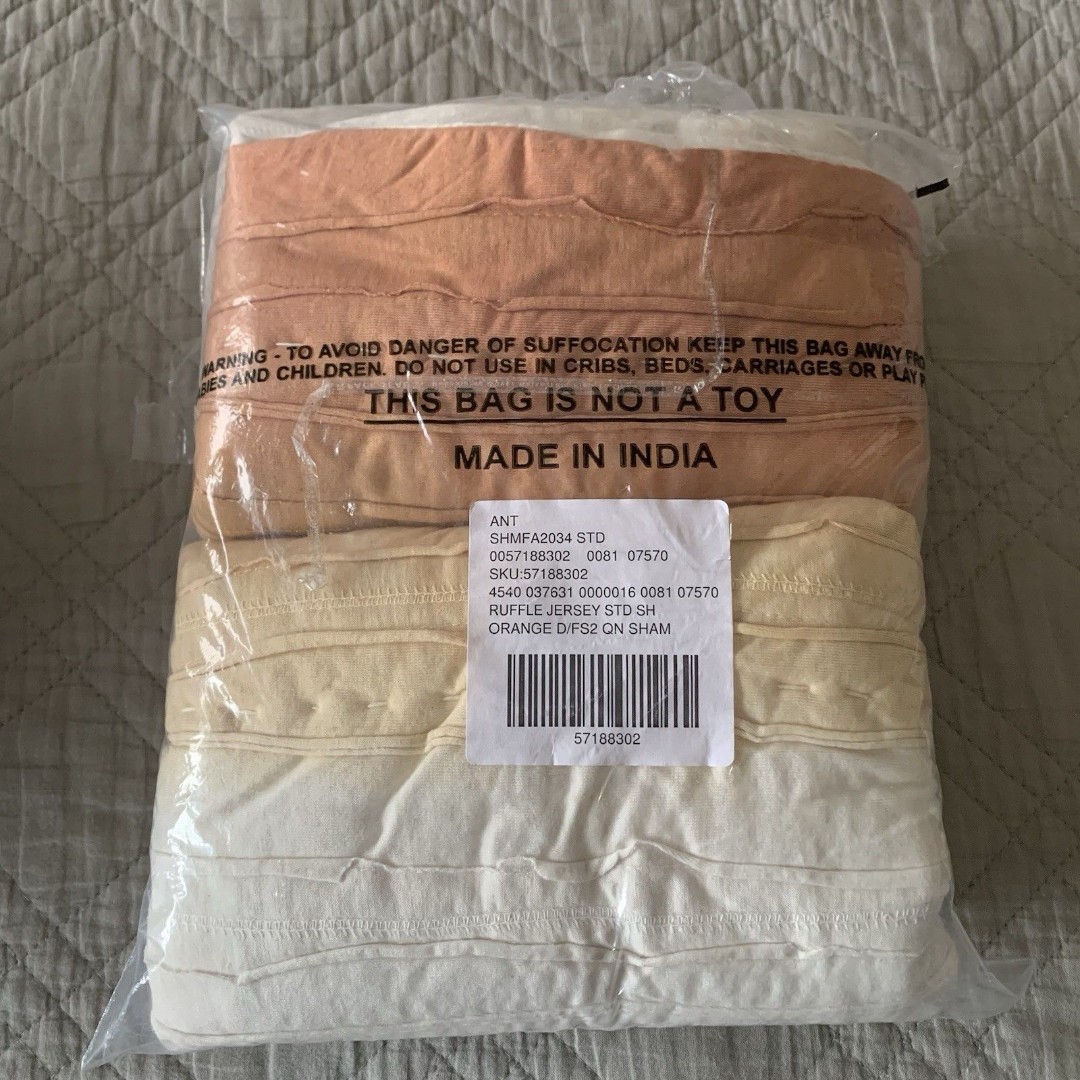 WARNING - TO AVOID DANGER OF SUFFOCATION KEEP THIS BAG AWAY FRO
ABIES AND CHILDREN. DO NOT USE IN CRIBS, BEDS, CARRIAGES OR PLAY P
THIS BAG IS NOT A TOY
MADE IN INDIA
ANT
SHMFA2034 STD
0057188302 0081 07570
SKU:57188302
4540 037631 0000016 0081 07570
RUFFLE JERSEY STD SH
ORANGE D/FS2 QN SHAM
57188302